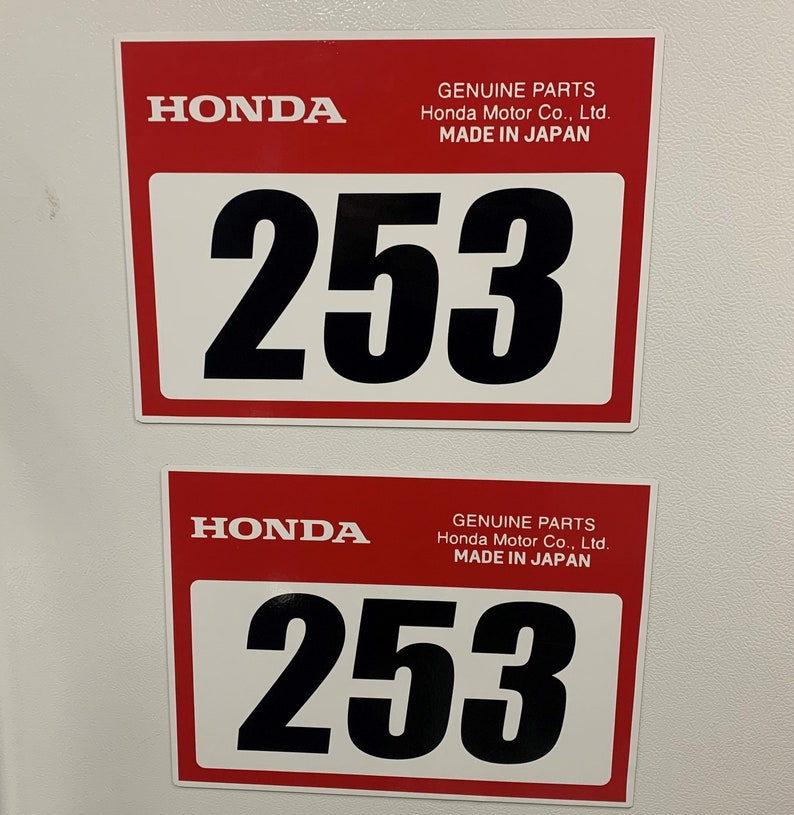 HONDA
GENUINE PARTS
Honda Motor Co., Ltd.
MADE IN JAPAN
253
HONDA
GENUINE PARTS
Honda Motor Co., Ltd.
MADE IN JAPAN
253